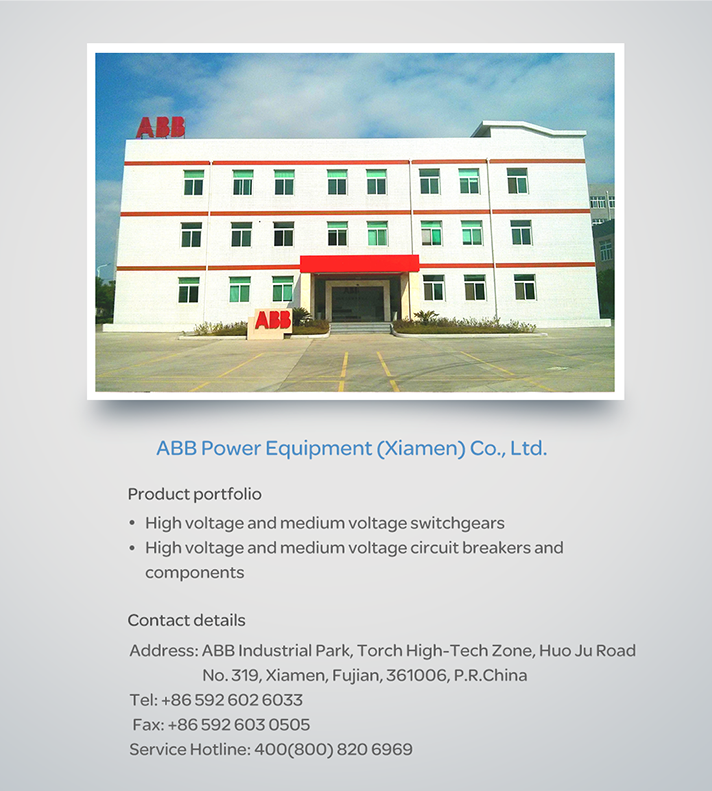 ABB
ABB
ABB Power Equipment (Xiamen) Co., Ltd.
Product portfolio
• High voltage and medium voltage switchgears
• High voltage and medium voltage circuit breakers and
components
Contact details
Address: ABB Industrial Park, Torch High-Tech Zone, Huo Ju Road
No. 319, Xiamen, Fujian, 361006, P.R.China
Tel: +86 592 602 6033
Fax: +86 592 603 0505
Service Hotline: 400(800) 820 6969